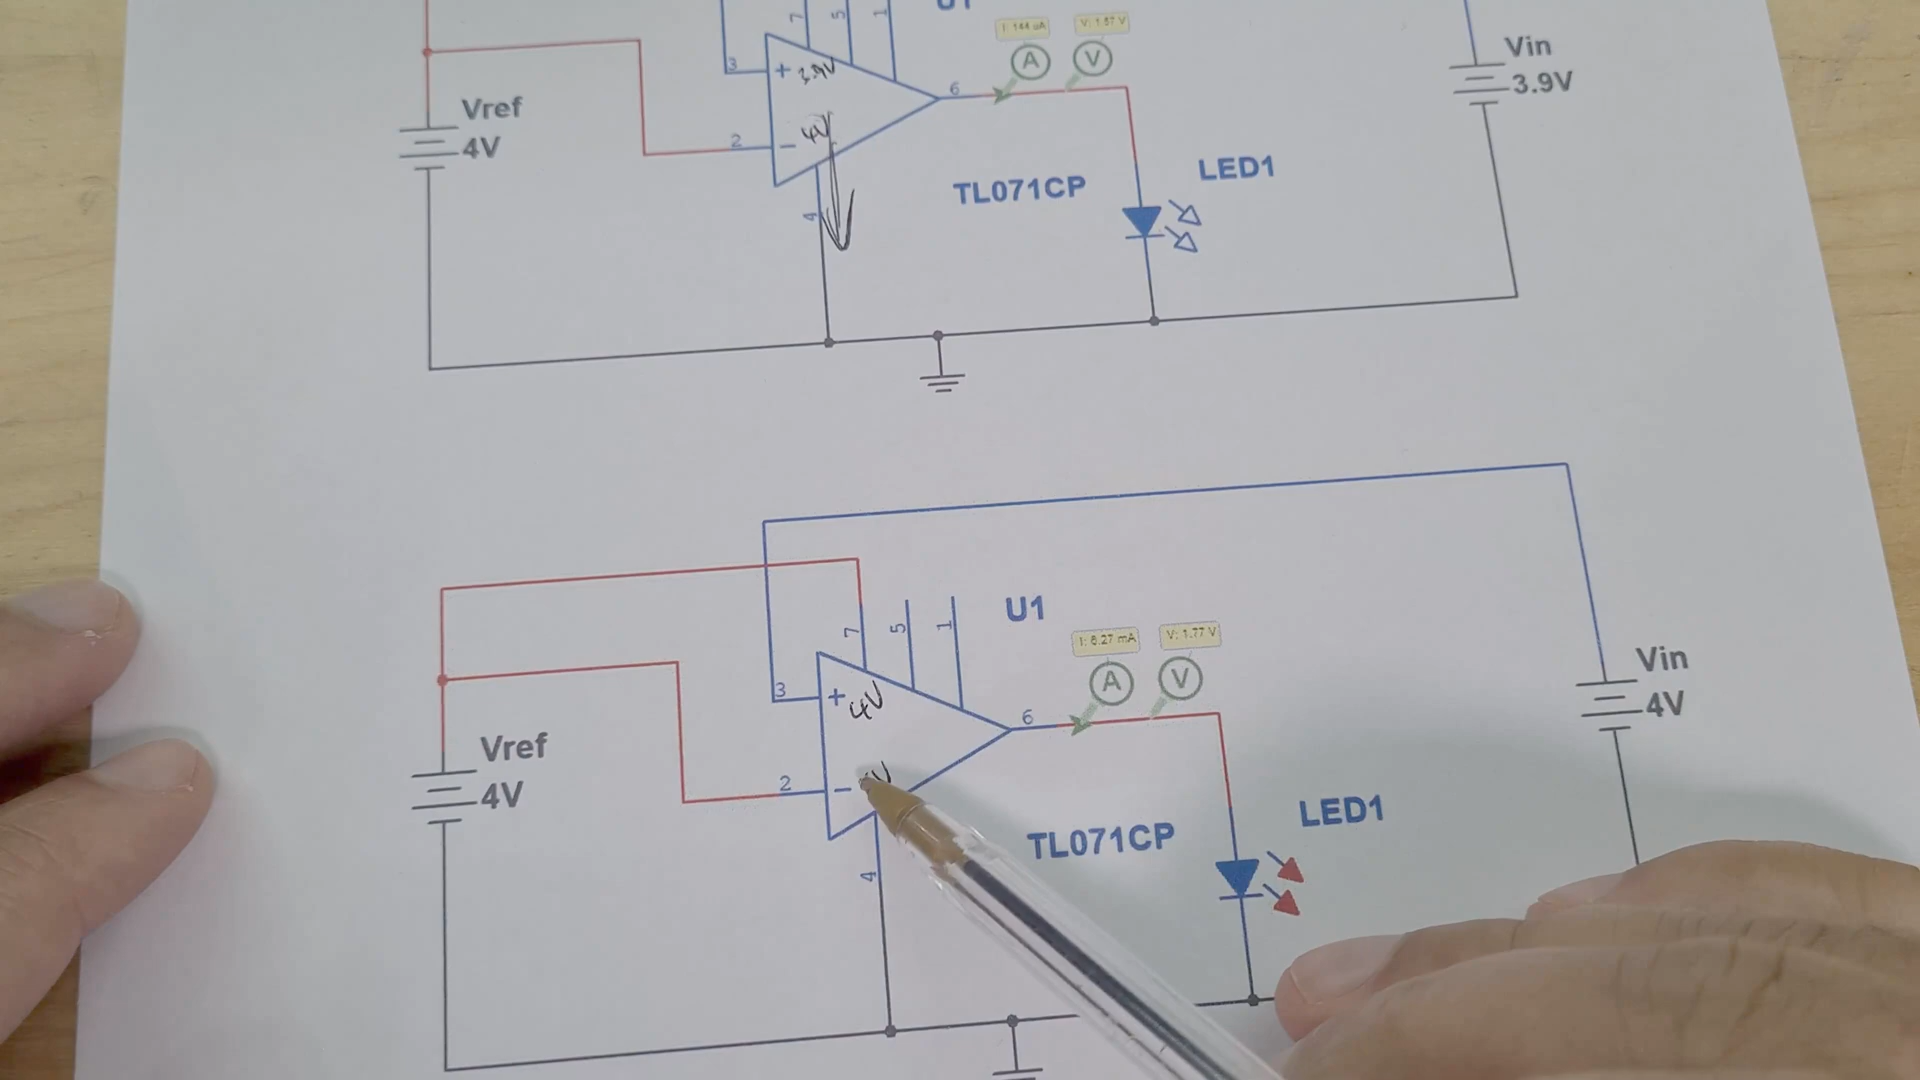 U1
7
5
1
I: 144 uA
V: 1.57 V
A
V
Vin
3.9V
3
+
3.9V
6
Vref
4V
2
-
4V
TL071CP
LED1
4
U1
7
5
1
I: 6.27 mA
V: 1.77 V
A
V
Vin
4V
3
+
4V
6
Vref
4V
2
-
TL071CP
LED1
4